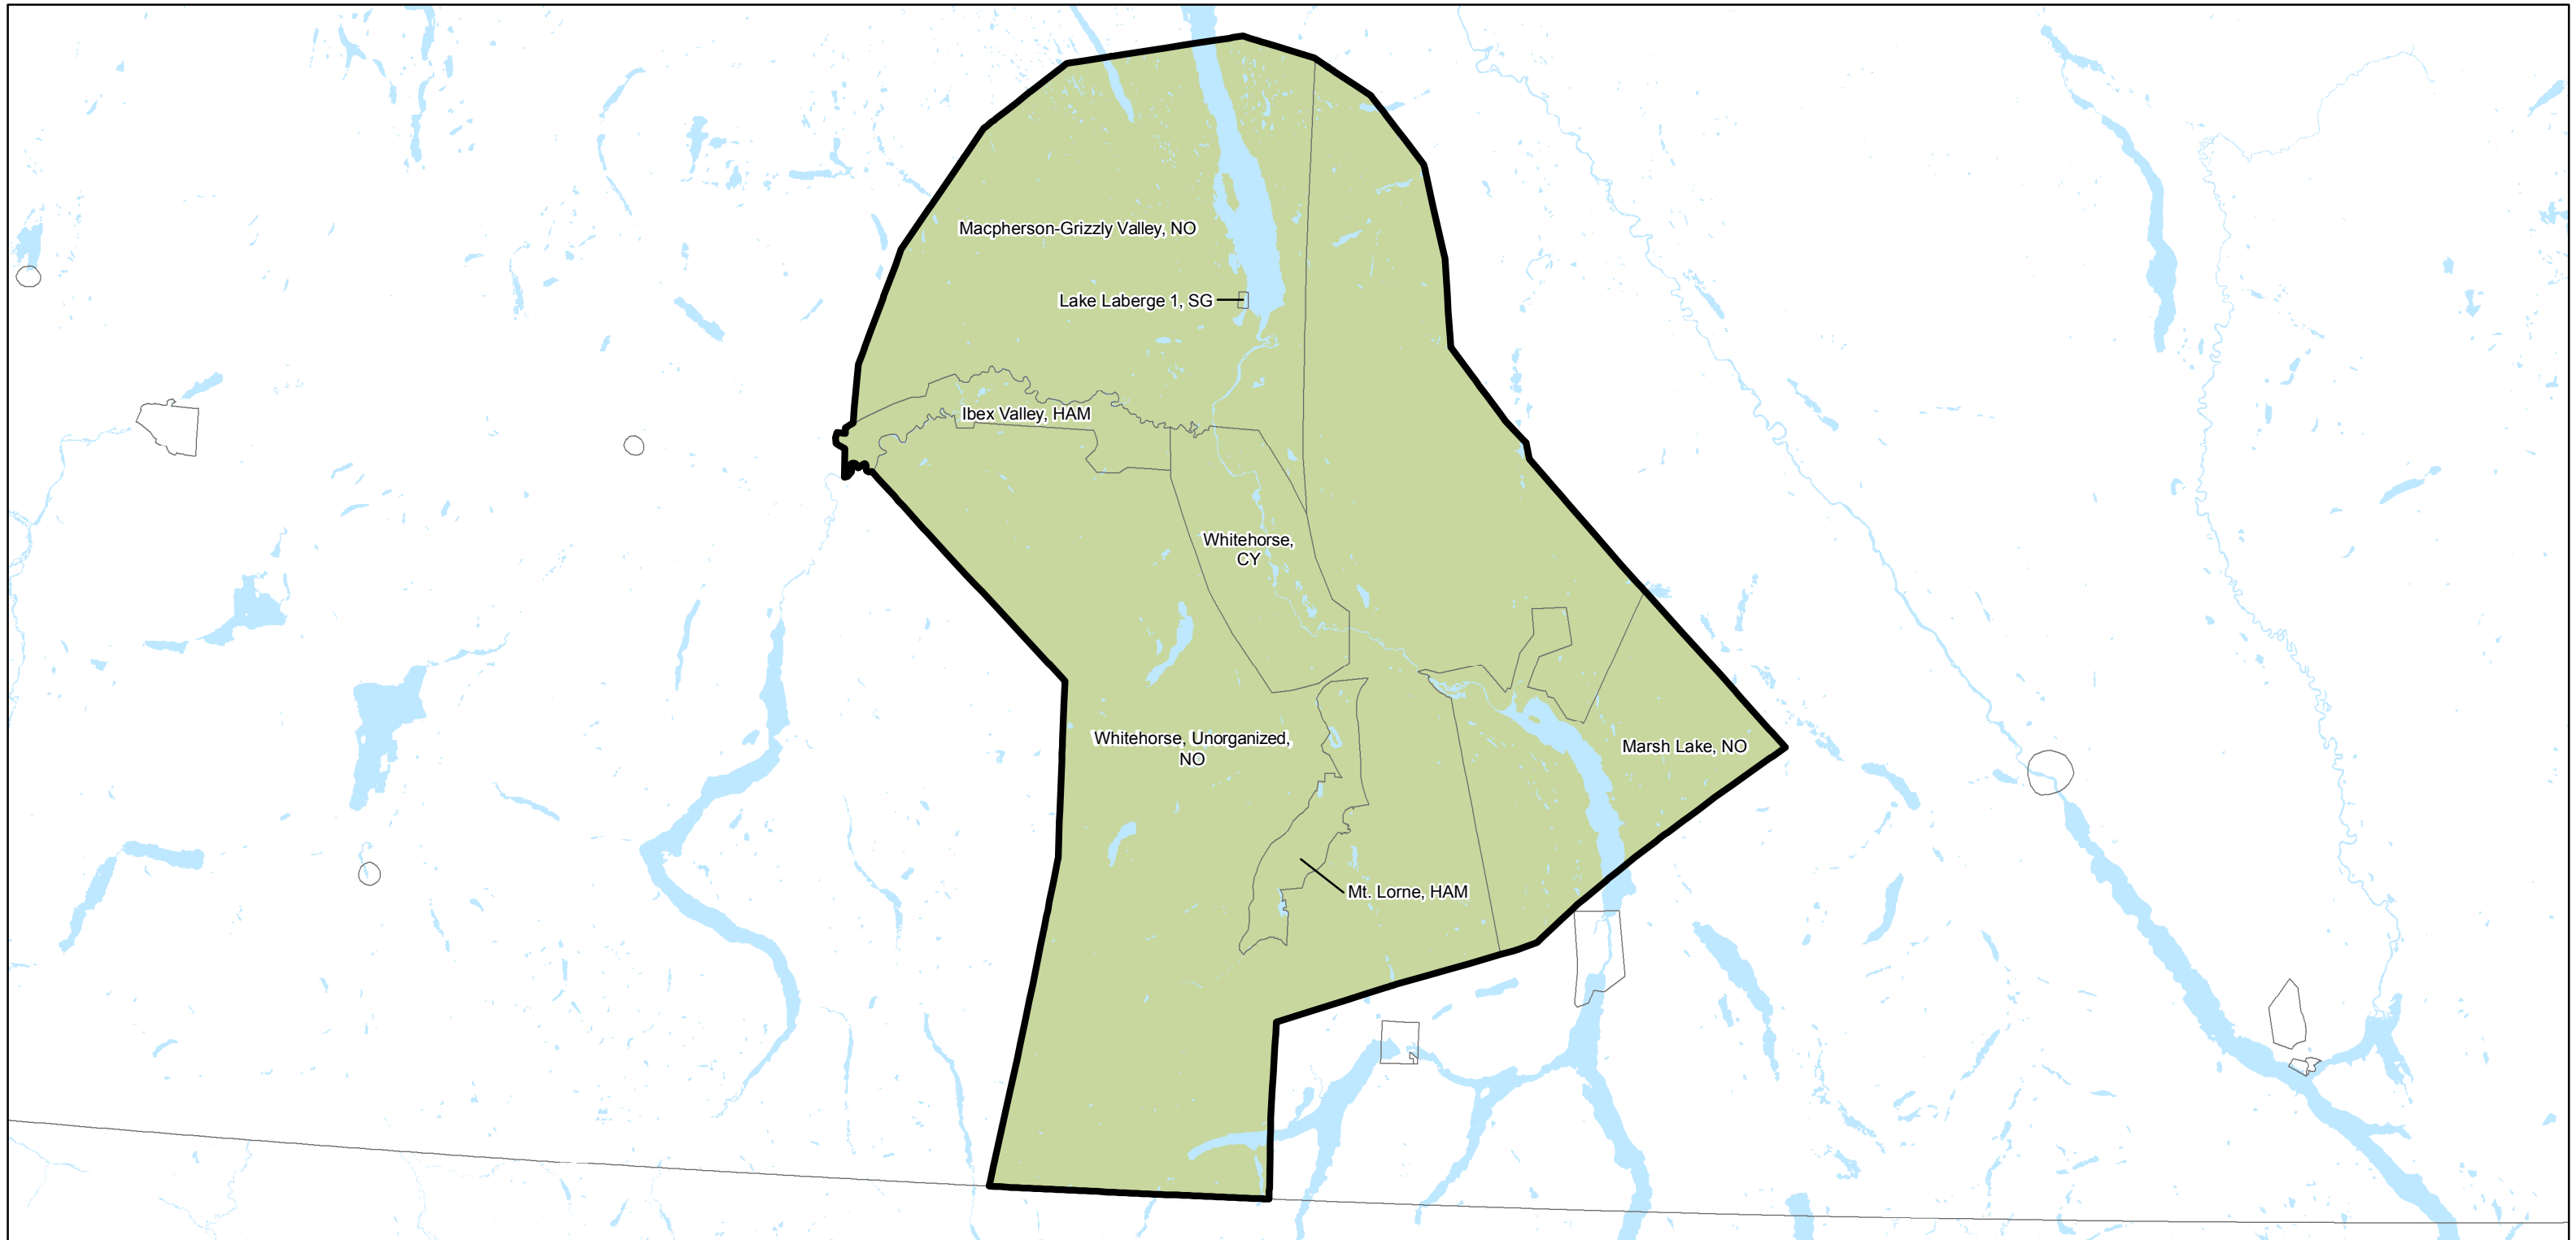 Macpherson-Grizzly Valley, NO
Lake Laberge 1, SG
Ibex Valley, HAM
Whitehorse,
CY
Whitehorse, Unorganized,
NO
Marsh Lake, NO
Mt. Lorne, HAM